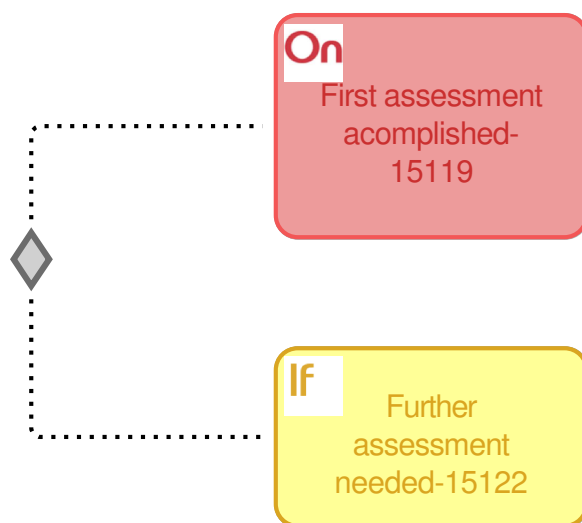 On
First assessment
acomplished-
15119
If
Further
assessment
needed-15122